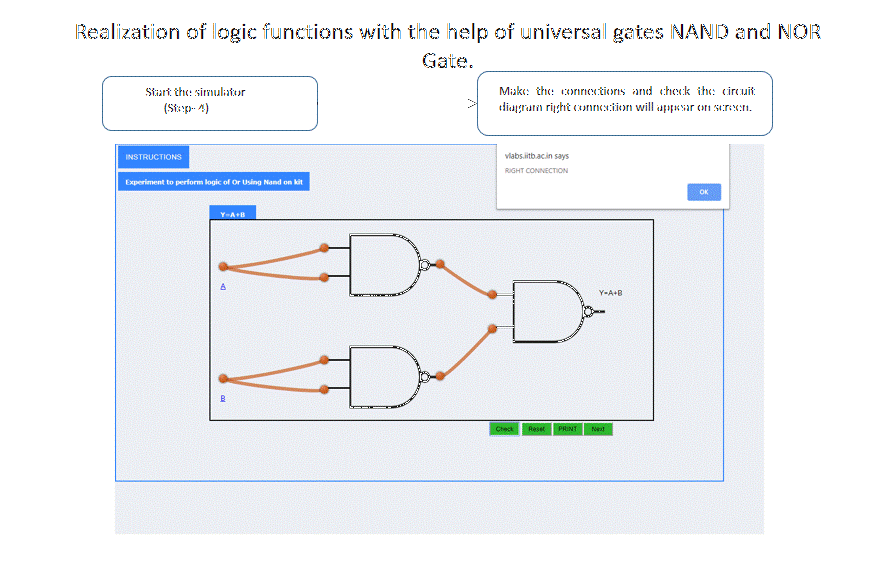 Realization of logic functions with the help of universal gates NAND and NOR
Gate.
Start the simulator
(Step- 4)
Make the connections and check the circuit
diagram right connection will appear on screen.
INSTRUCTIONS
vlabs.iitb.ac.in says
RIGHT CONNECTION
OK
Experiment to perform logic of Or Using Nand on kit
Y=A+B
A
Y=A+B
B
Check
Reset
PRINT
Next